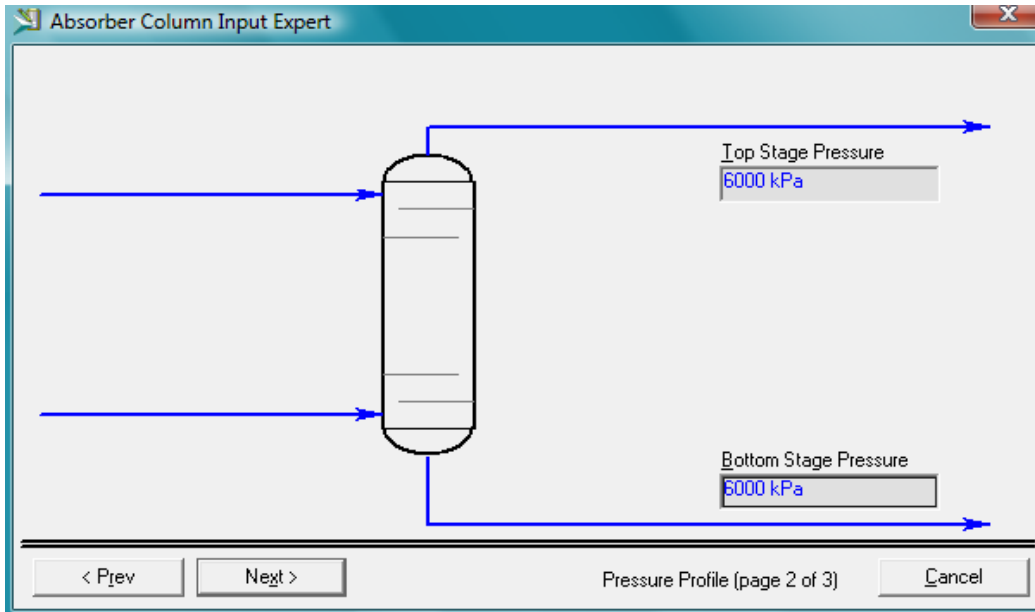 Absorber Column Input Expert
Top Stage Pressure
6000 kPa
Bottom Stage Pressure
6000 kPa
< Prev
Next >
Pressure Profile (page 2 of 3)
Cancel